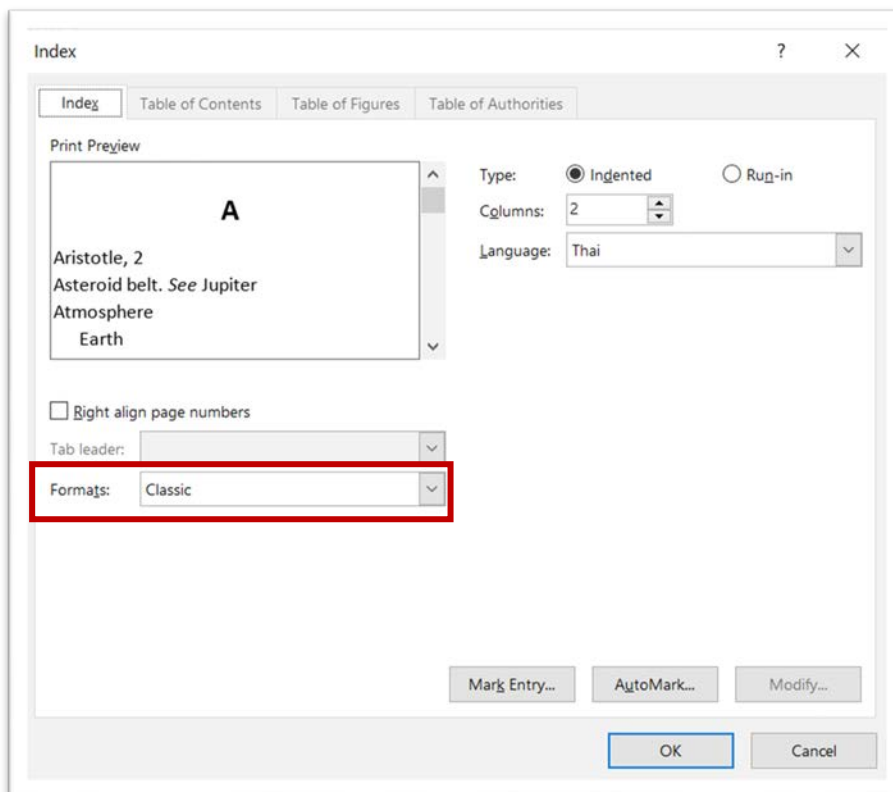 Index ?
Index Table of Contents Table of Figures Table of Authorities
Print Preview
A
Aristotle, 2
Asteroid belt. See Jupiter
Atmosphere
Earth
Type: Indented Run-in
Columns: 2
Language: Thai
Right align page numbers
Tab leader:
Formats: Classic
Mark Entry... AutoMark... Modify...
OK Cancel